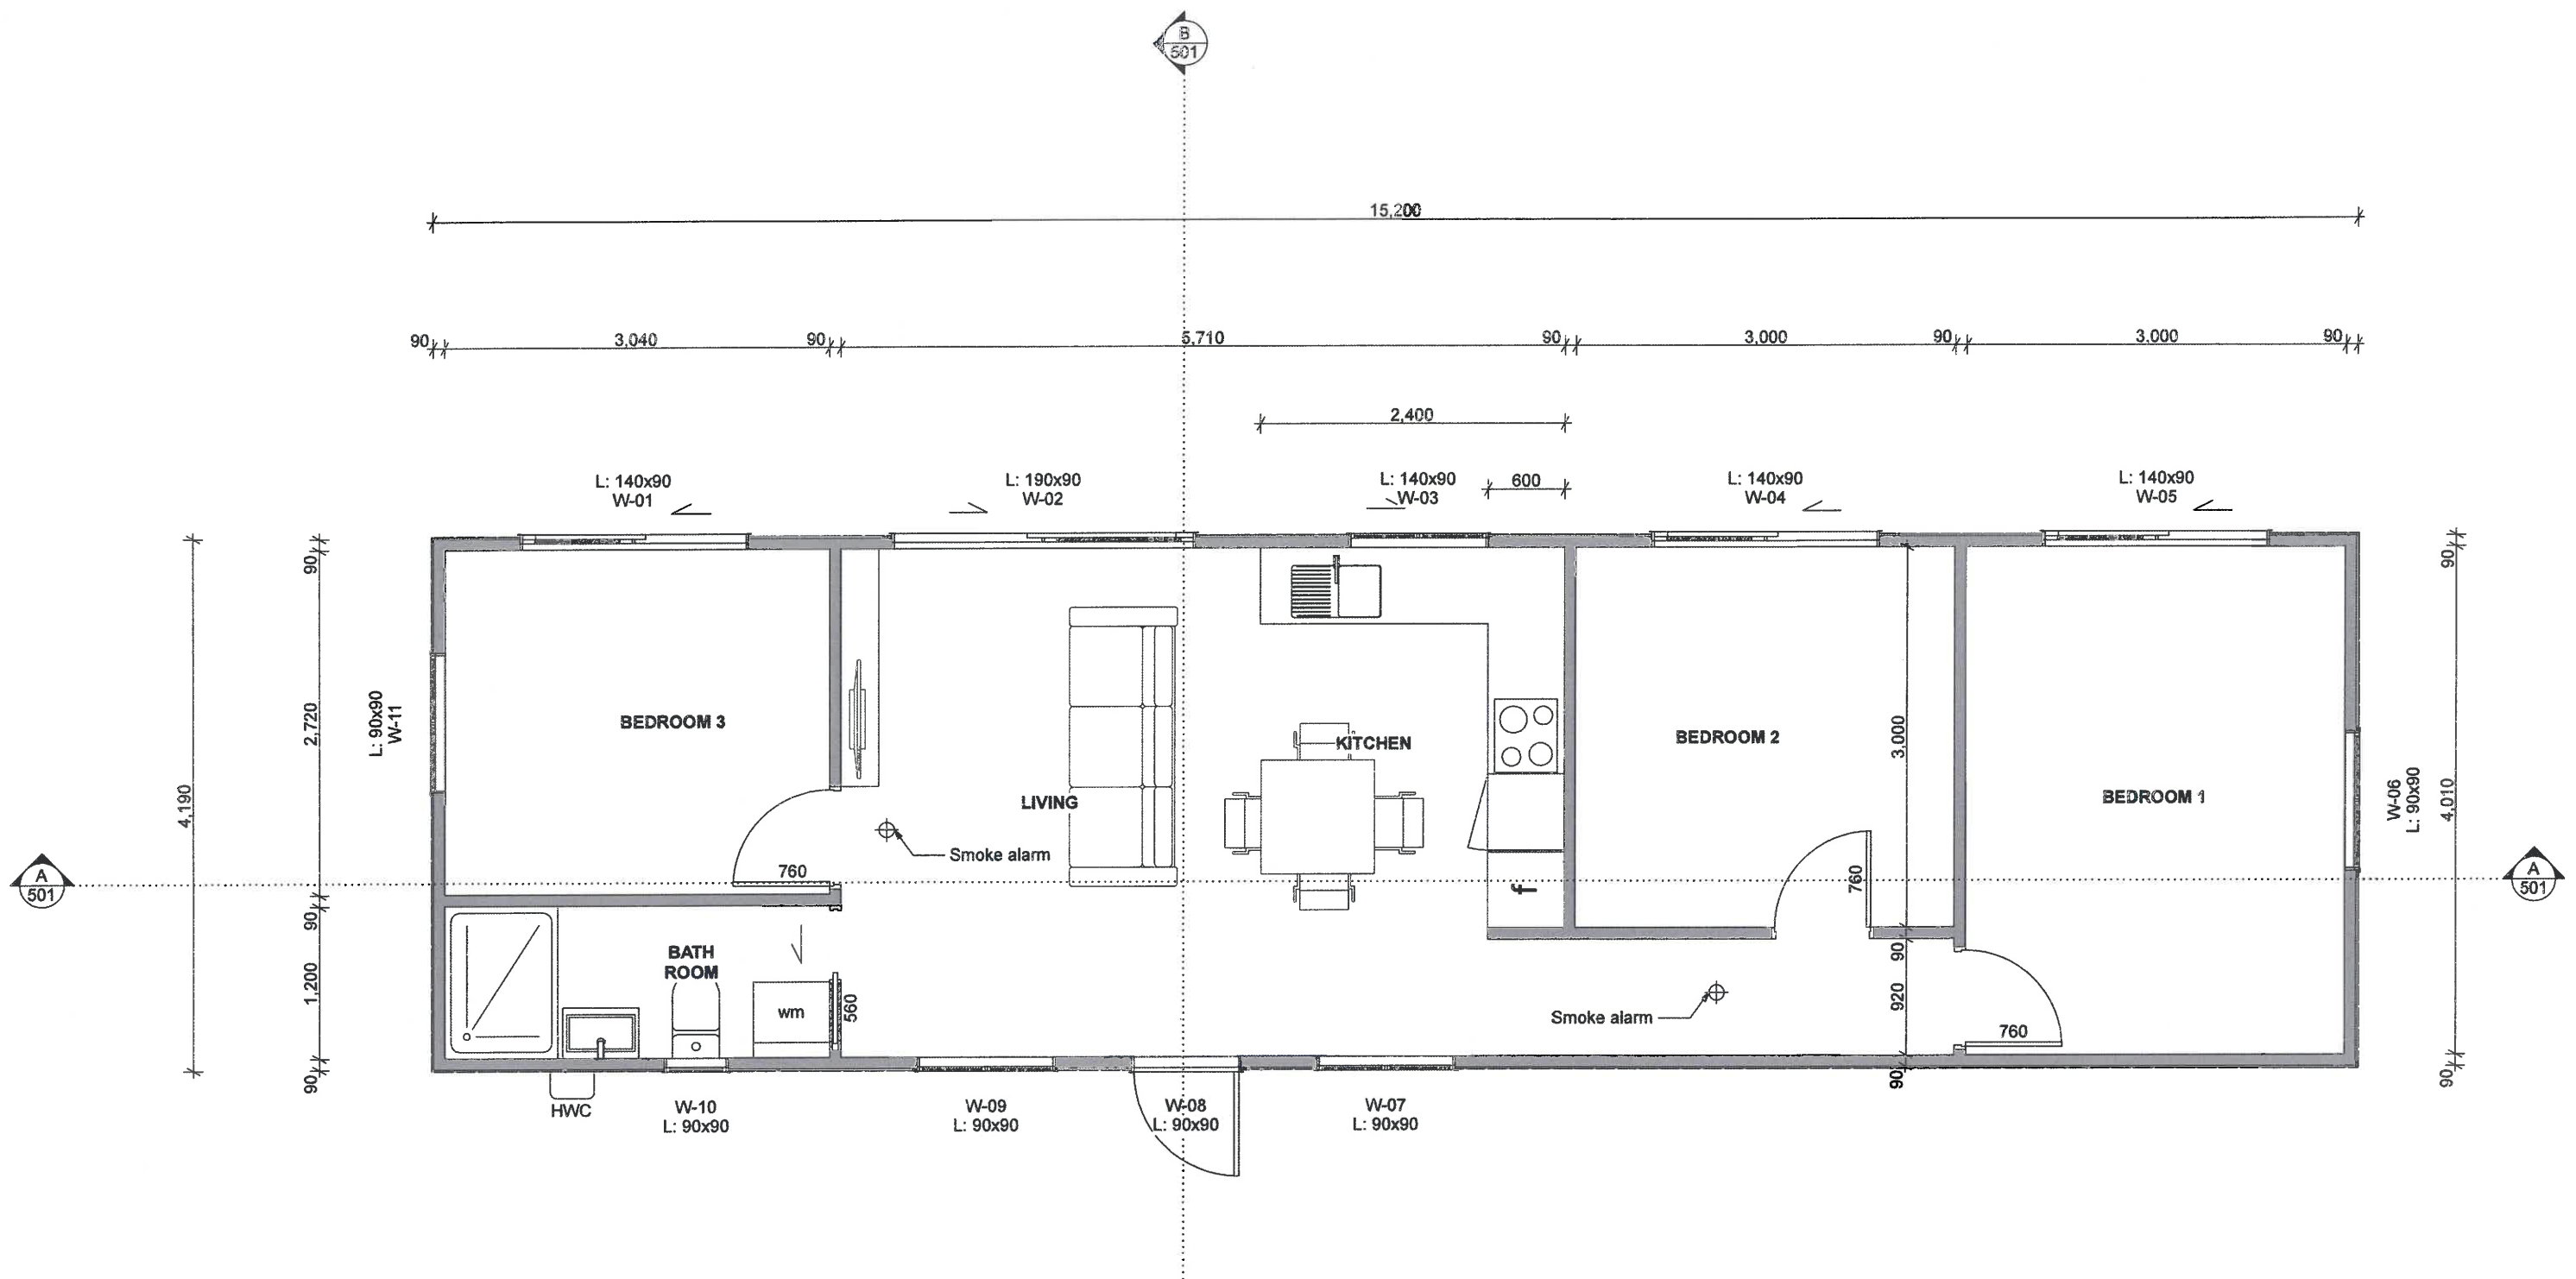 B
501
15,200
90
3,040
90
5,710
90
3,000
90
3,000
90
2,400
L: 140x90
W-01
L: 190x90
W-02
L: 140x90
W-03
600
L: 140x90
W-04
L: 140x90
W-05
90
2,720
90
1,200
90
4,190
L: 90x90
W-11
BEDROOM 3
760
LIVING
Smoke alarm
KITCHEN
f
BEDROOM 2
760
3,000
90
920
90
BEDROOM 1
760
W-06
L: 90x90
90
4,010
90
A
501
A
501
BATH
ROOM
wm
560
Smoke alarm
HWC
W-10
L: 90x90
W-09
L: 90x90
W-08
L: 90x90
W-07
L: 90x90